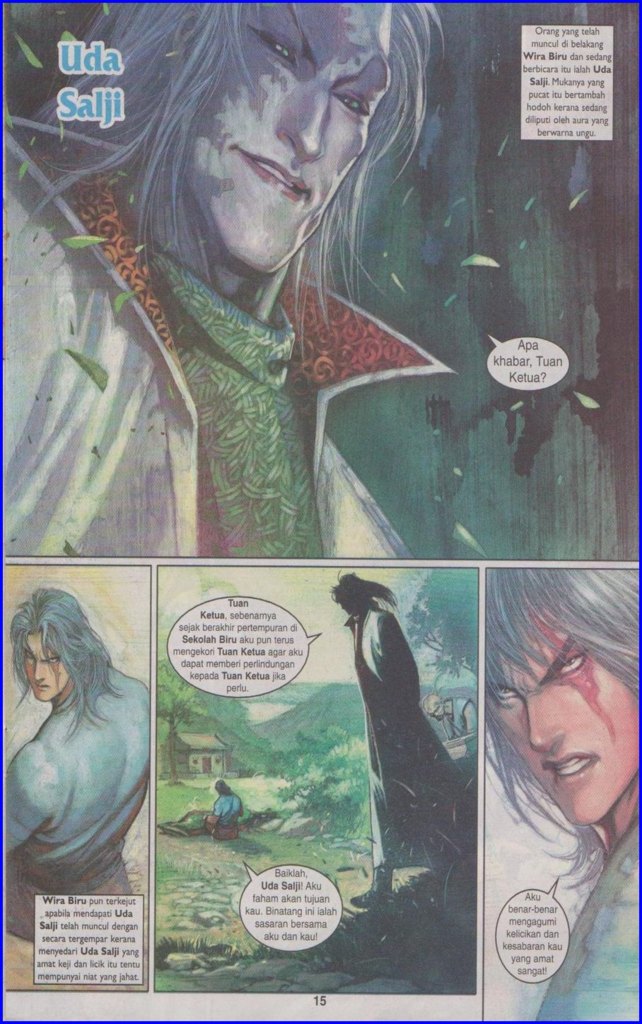 Uda
Salji
Orang yang telah
muncul di belakang
Wira Biru dan sedang
berbicara itu ialah Uda
Salji. Mukanya yang
pucat itu bertambah
hodoh kerana sedang
diliputi oleh aura yang
berwarna ungu.
Apa
khabar, Tuan
Ketua?
Tuan
Ketua, sebenarnya
sejak berakhir pertempuran di
Sekolah Biru aku pun terus
mengekori Tuan Ketua agar aku
dapat memberi perlindungan
kepada Tuan Ketua jika
perlu.
Wira Biru pun terkejut
apabila mendapati Uda
Salji telah muncul dengan
secara tergempar kerana
menyedari Uda Salji yang
amat keji dan licik itu tentu
mempunyai niat yang jahat.
Baiklah,
Uda Salji! Aku
faham akan tujuan
kau. Binatang ini ialah
sasaran bersama
aku dan kau!
Aku
benar-benar
mengagumi
kelicikan dan
kesabaran kau
yang amat
sangat!
15